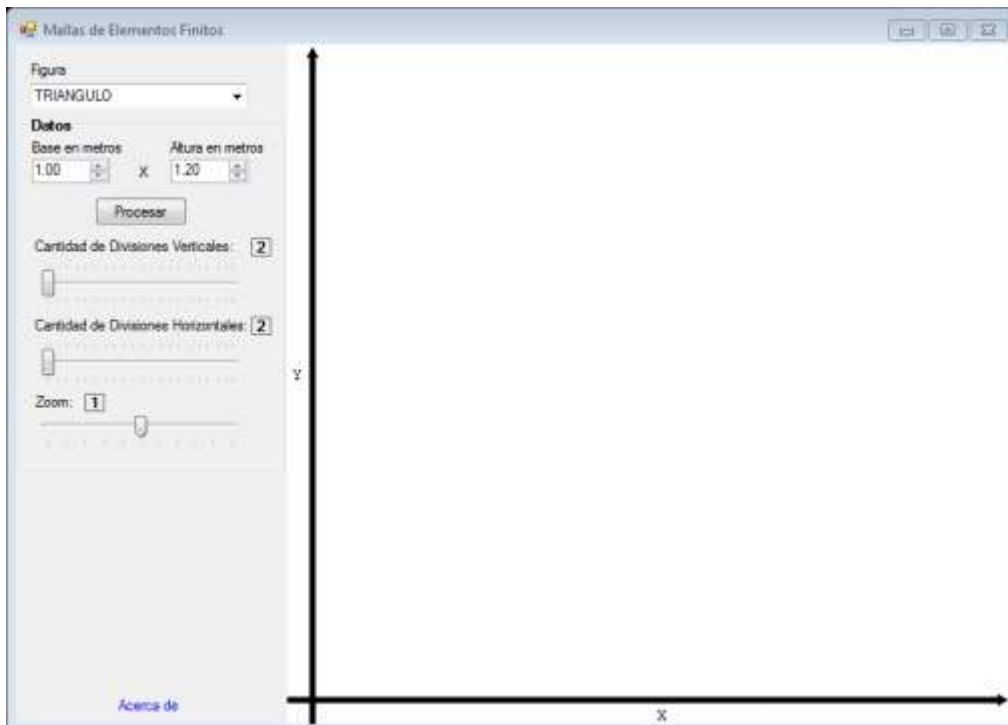 Mallas de Elementos Finitos
Figura
TRIANGULO
Datos
Base en metros Altura en metros
1.00 X 1.20
Procesar
Cantidad de Divisiones Verticales: 2
Cantidad de Divisiones Horizontales: 2
Y
Zoom: 1
Acerca de
X